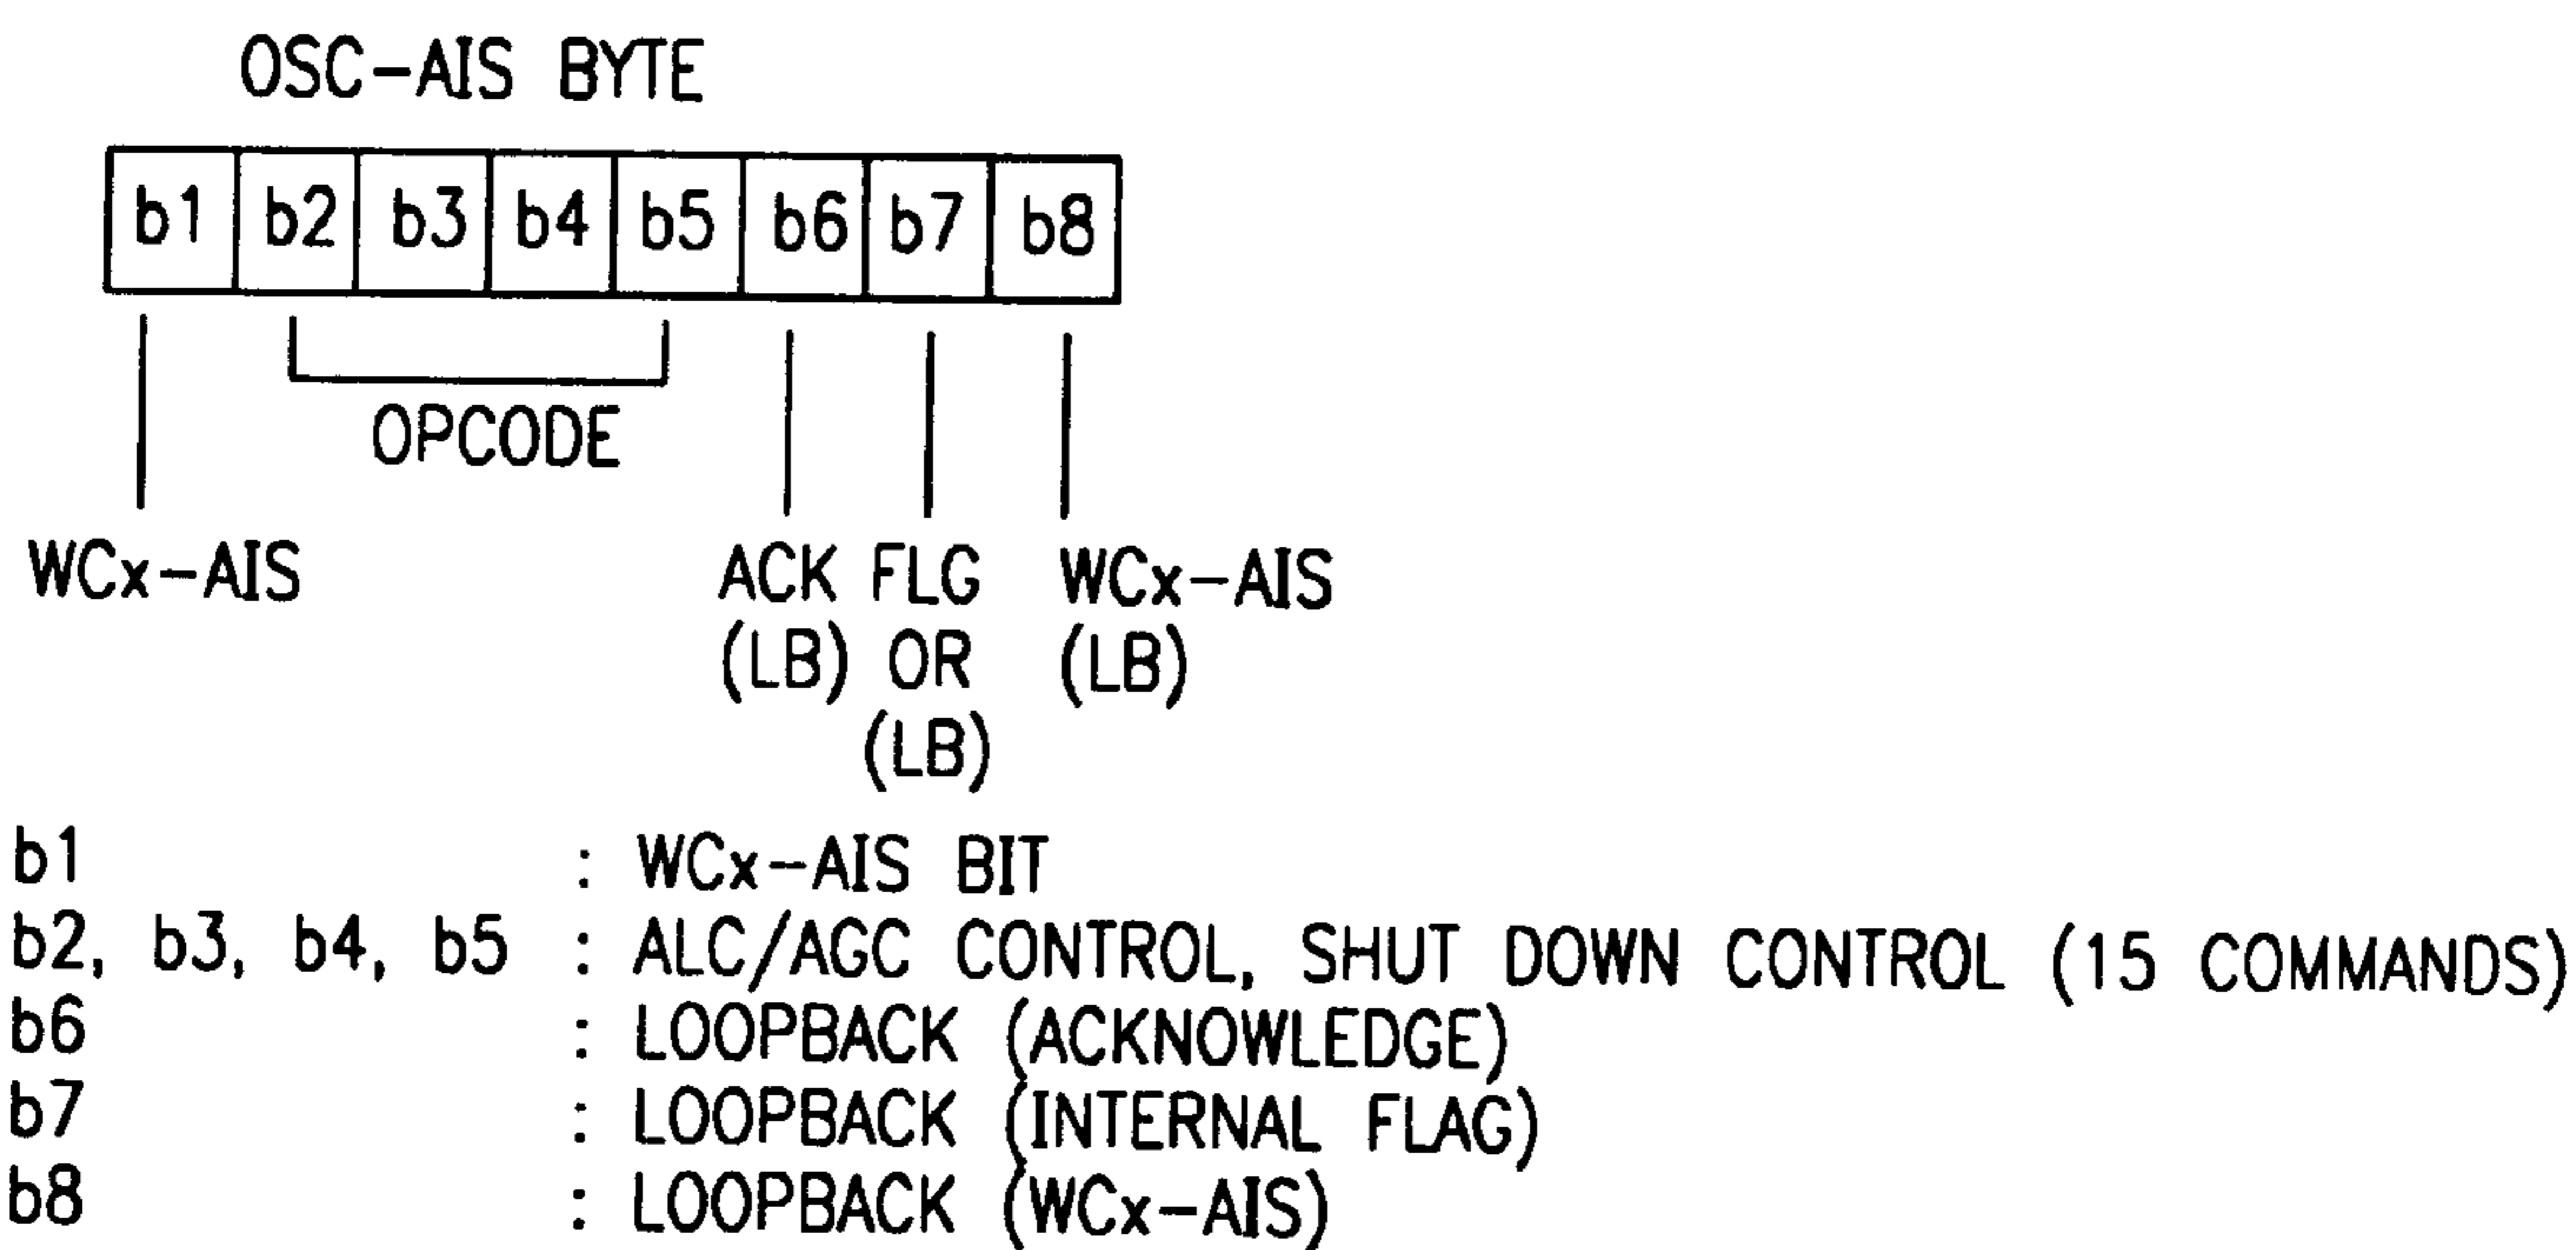 OSC-AIS BYTE
b1 b2 b3 b4 b5 b6 b7 b8
OPCODE
WCx-AIS ACK FLG WCx-AIS
(LB) OR (LB)
(LB)
b1 : WCx-AIS BIT
b2, b3, b4, b5 : ALC/AGC CONTROL, SHUT DOWN CONTROL (15 COMMANDS)
b6 : LOOPBACK (ACKNOWLEDGE)
b7 : LOOPBACK (INTERNAL FLAG)
b8 : LOOPBACK (WCx-AIS)